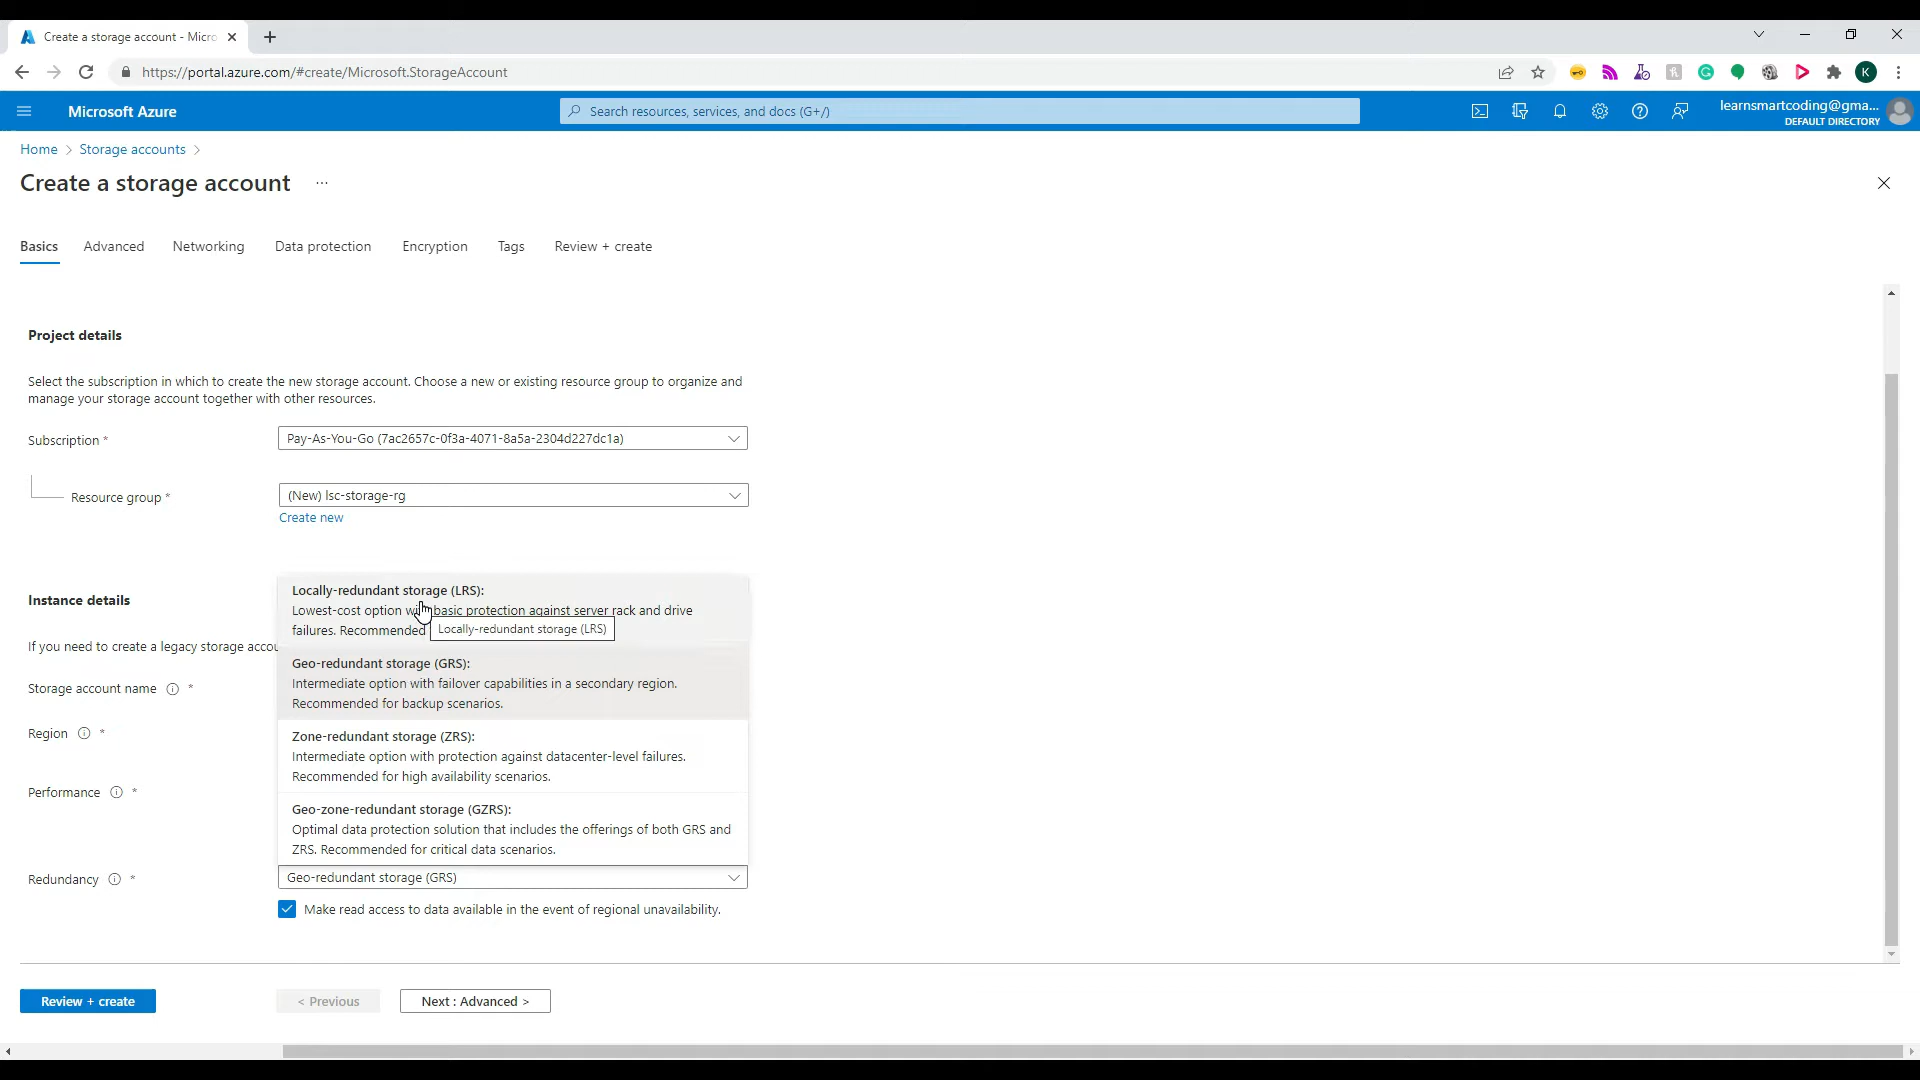 Create a storage account - Micro
https://portal.azure.com/#create/Microsoft.StorageAccount
K
Microsoft Azure
Search resources, services, and docs (G+/)
learnsmartcoding@gma...
DEFAULT DIRECTORY
Home > Storage accounts >
Create a storage account ...
Basics Advanced Networking Data protection Encryption Tags Review + create
Project details
Select the subscription in which to create the new storage account. Choose a new or existing resource group to organize and
manage your storage account together with other resources.
Subscription *
Pay-As-You-Go (7ac2657c-0f3a-4071-8a5a-2304d227dc1a)
Resource group *
(New) lsc-storage-rg
Create new
Instance details
If you need to create a legacy storage accou
Storage account name *
Region *
Performance *
Locally-redundant storage (LRS):
Lowest-cost option with basic protection against server rack and drive
failures. Recommended
Locally-redundant storage (LRS)
Geo-redundant storage (GRS):
Intermediate option with failover capabilities in a secondary region.
Recommended for backup scenarios.
Zone-redundant storage (ZRS):
Intermediate option with protection against datacenter-level failures.
Recommended for high availability scenarios.
Geo-zone-redundant storage (GZRS):
Optimal data protection solution that includes the offerings of both GRS and
ZRS. Recommended for critical data scenarios.
Redundancy *
Geo-redundant storage (GRS)
Make read access to data available in the event of regional unavailability.
Review + create
< Previous
Next : Advanced >